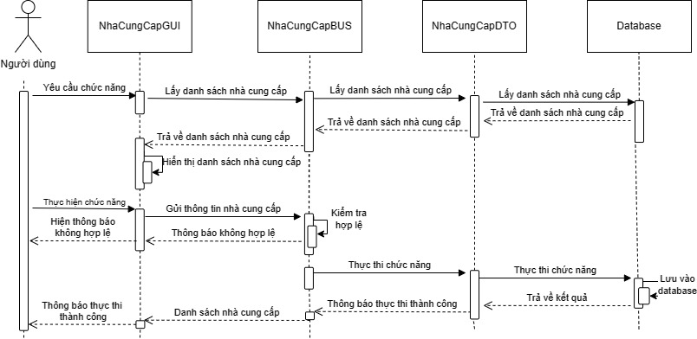 NhaCungCapGUI
NhaCungCapBUS
NhaCungCapDTO
Database
Người dùng
Yêu cầu chức năng
Lấy danh sách nhà cung cấp
Lấy danh sách nhà cung cấp
Lấy danh sách nhà cung cấp
Trả về danh sách nhà cung cấp
Trả về danh sách nhà cung cấp
Trả về danh sách nhà cung cấp
Hiển thị danh sách nhà cung cấp
Thực hiện chức năng
Gửi thông tin nhà cung cấp
Kiểm tra
hợp lệ
Hiện thông báo
không hợp lệ
Thông báo không hợp lệ
Thực thi chức năng
Thực thi chức năng
Lưu vào
database
Trả về kết quả
Thông báo thực thi thành công
Danh sách nhà cung cấp
Thông báo thực thi
thành công